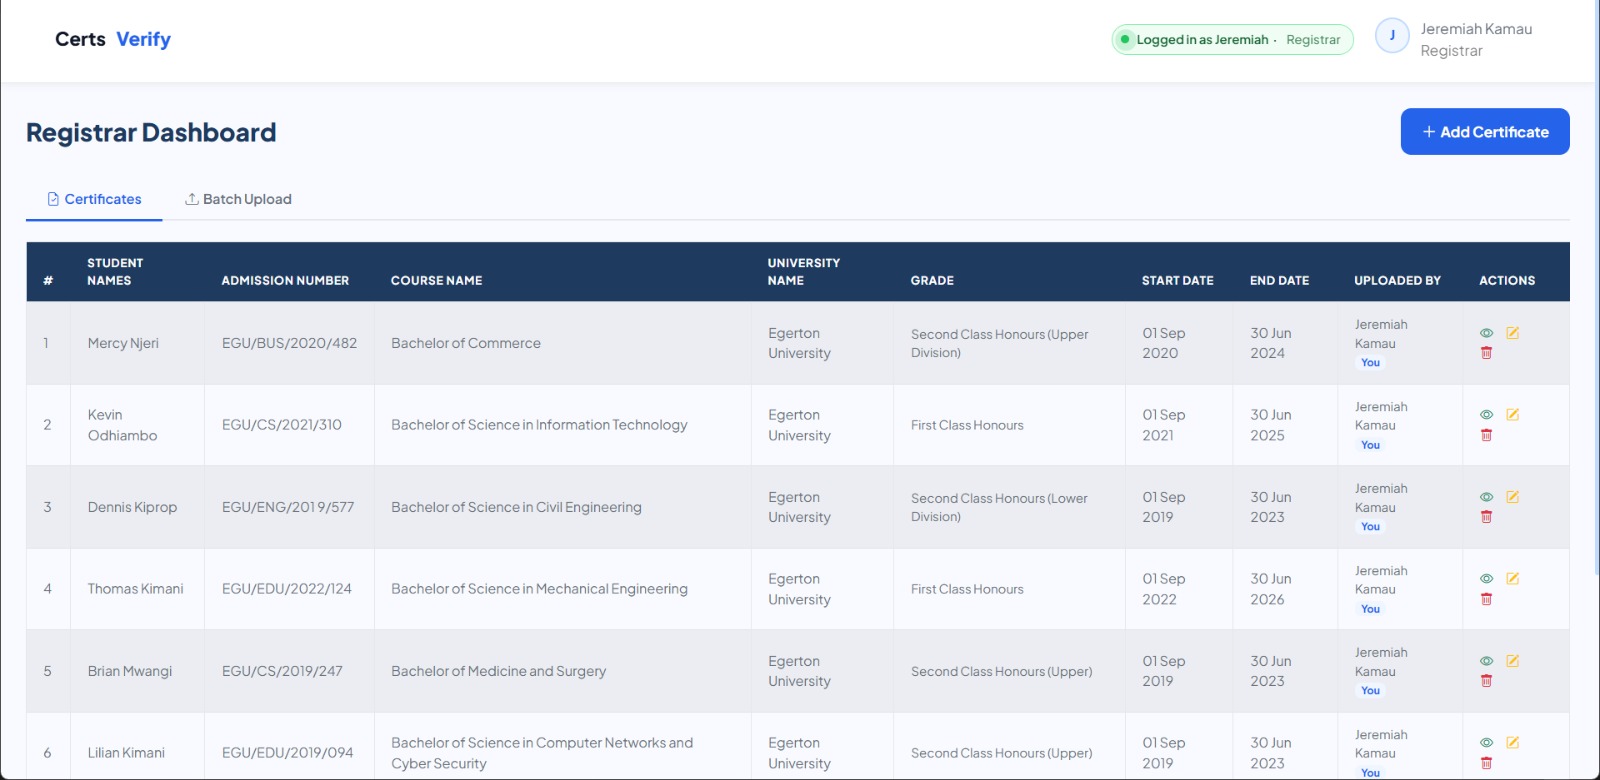 Certs Verify
Logged in as Jeremiah · Registrar
J
Jeremiah Kamau
Registrar
Registrar Dashboard
+ Add Certificate
Certificates
Batch Upload
# STUDENT NAMES ADMISSION NUMBER COURSE NAME UNIVERSITY NAME GRADE START DATE END DATE UPLOADED BY ACTIONS
1 Mercy Njeri EGU/BUS/2020/482 Bachelor of Commerce Egerton University Second Class Honours (Upper Division) 01 Sep 2020 30 Jun 2024 Jeremiah Kamau You
2 Kevin Odhiambo EGU/CS/2021/310 Bachelor of Science in Information Technology Egerton University First Class Honours 01 Sep 2021 30 Jun 2025 Jeremiah Kamau You
3 Dennis Kiprop EGU/ENG/2019/577 Bachelor of Science in Civil Engineering Egerton University Second Class Honours (Lower Division) 01 Sep 2019 30 Jun 2023 Jeremiah Kamau You
4 Thomas Kimani EGU/EDU/2022/124 Bachelor of Science in Mechanical Engineering Egerton University First Class Honours 01 Sep 2022 30 Jun 2026 Jeremiah Kamau You
5 Brian Mwangi EGU/CS/2019/247 Bachelor of Medicine and Surgery Egerton University Second Class Honours (Upper) 01 Sep 2019 30 Jun 2023 Jeremiah Kamau You
6 Lilian Kimani EGU/EDU/2019/094 Bachelor of Science in Computer Networks and Cyber Security Egerton University Second Class Honours (Upper) 01 Sep 2019 30 Jun 2023 Jeremiah Kamau You